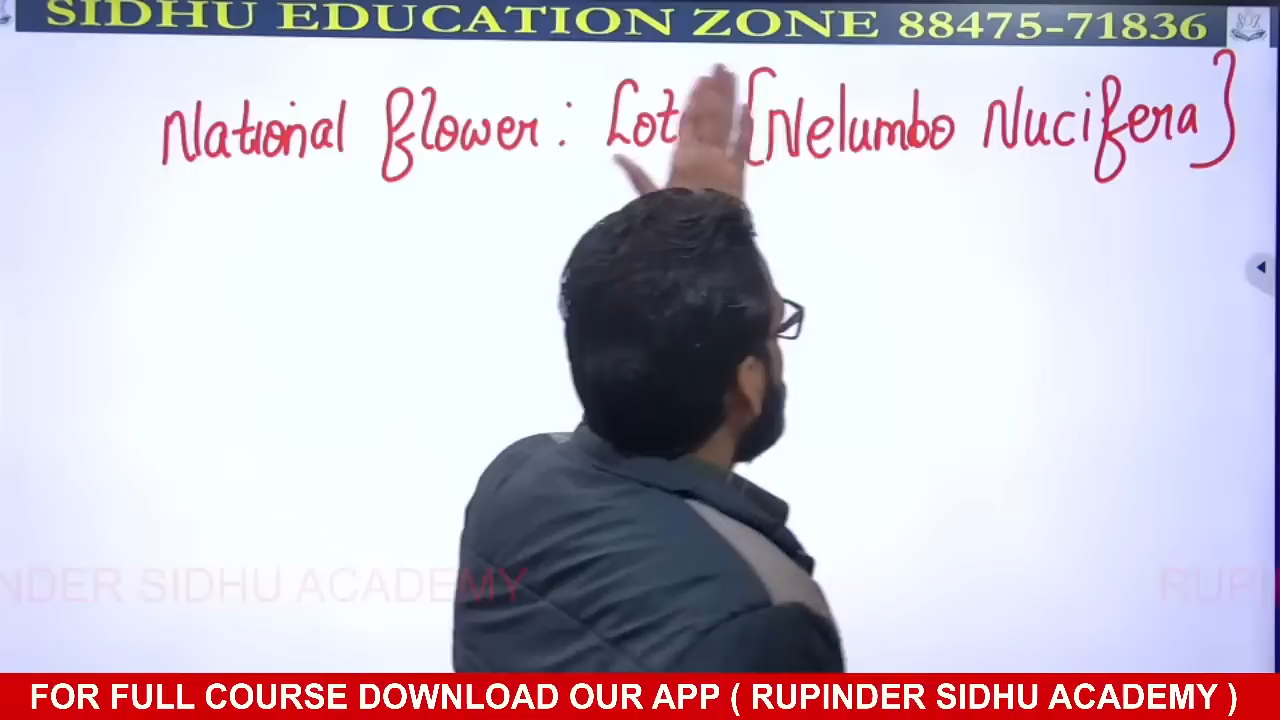 SIDHU EDUCATION ZONE 88475-71836
National flower: Lot [Nelumbo Nucifera]
NDER SIDHU ACADEMY RUPIN
FOR FULL COURSE DOWNLOAD OUR APP ( RUPINDER SIDHU ACADEMY )